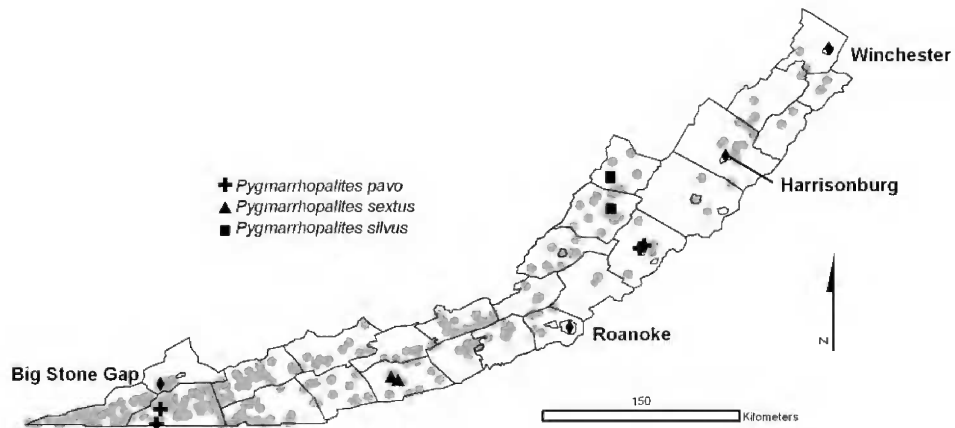 Winchester
Pygmarrhopalites pavo
Pygmarrhopalites sextus
Pygmarrhopalites silvus
Harrisonburg
Roanoke
N
Big Stone Gap
150
Kilometers